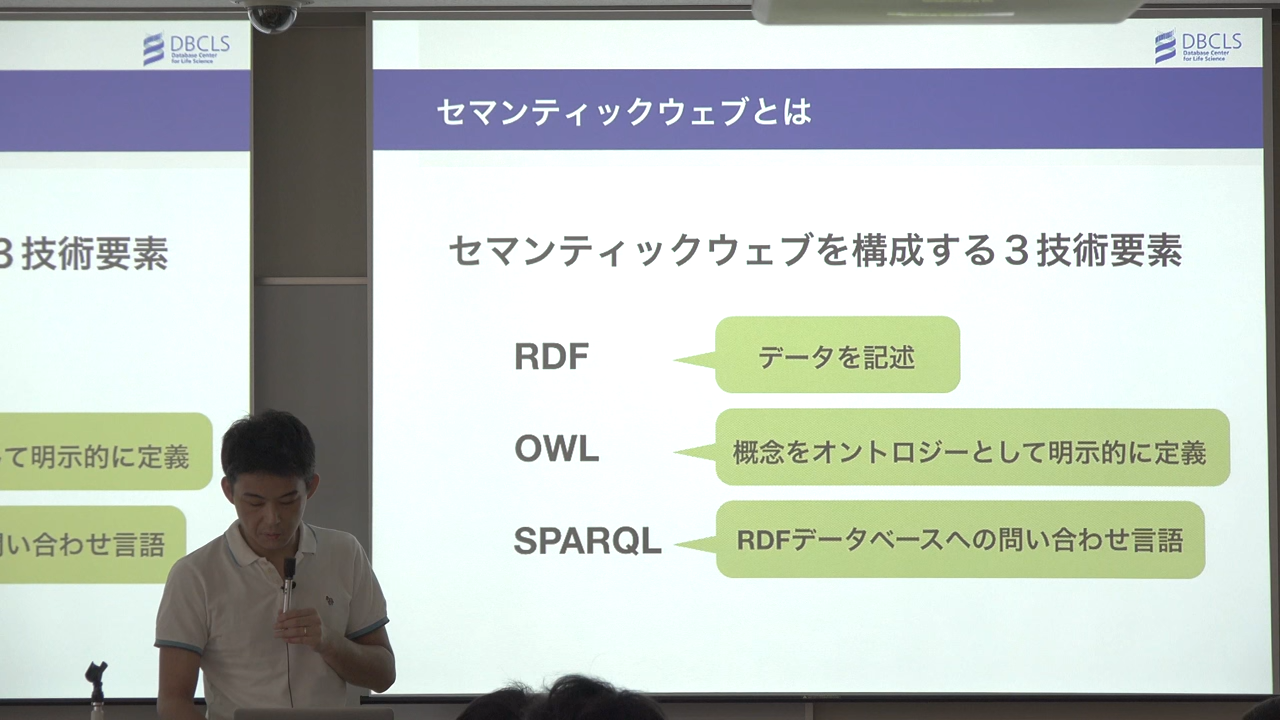 DBCLS
Database Center
for Life Science
3技術要素
て明示的に定義
い合わせ言語
DBCLS
Database Center
for Life Science
セマンティックウェブとは
セマンティックウェブを構成する３技術要素
RDF
データを記述
OWL
概念をオントロジーとして明示的に定義
SPARQL
RDFデータベースへの問い合わせ言語